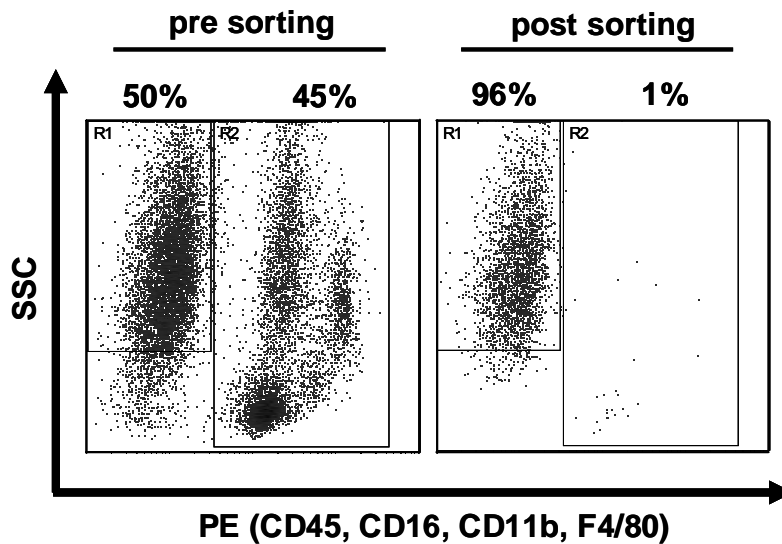 pre sorting
post sorting
50%
45%
96%
1%
R1
R2
R1
R2
SSC
PE (CD45, CD16, CD11b, F4/80)